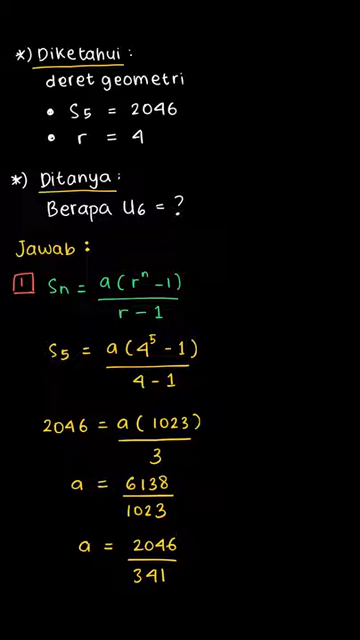 *) Diketahui :
deret geometri
• S5 = 2046
• r = 4
*) Ditanya :
Berapa U6 = ?
Jawab :
1 Sn = a(r^n - 1) / r - 1
S5 = a(4^5 - 1) / 4 - 1
2046 = a(1023) / 3
a = 6138 / 1023
a = 2046 / 341